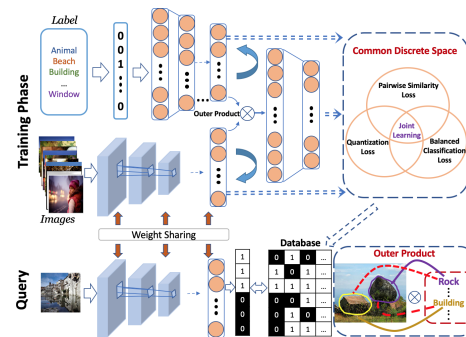 Label
Animal
Beach
Building
...
Window
0
0
1
0
Training Phase
Outer Product
Common Discrete Space
Pairwise Similarity
Loss
Joint
Learning
Quantization
Loss
Balanced
Classification
Loss
Images
Weight Sharing
Query
1
1
1
0
0
0
Database
0 1 0 ...
1 0 1 ...
0 1 1 ...
0 0 1 ...
1 0 0 ...
0 1 1 ...
Outer Product
Rock
Building